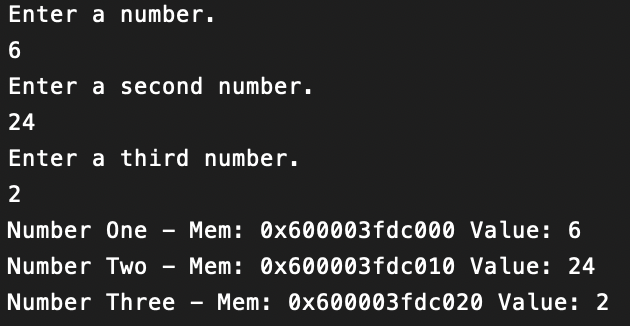 Enter a number.
6
Enter a second number.
24
Enter a third number.
2
Number One – Mem: 0x600003fdc000 Value: 6
Number Two – Mem: 0x600003fdc010 Value: 24
Number Three – Mem: 0x600003fdc020 Value: 2